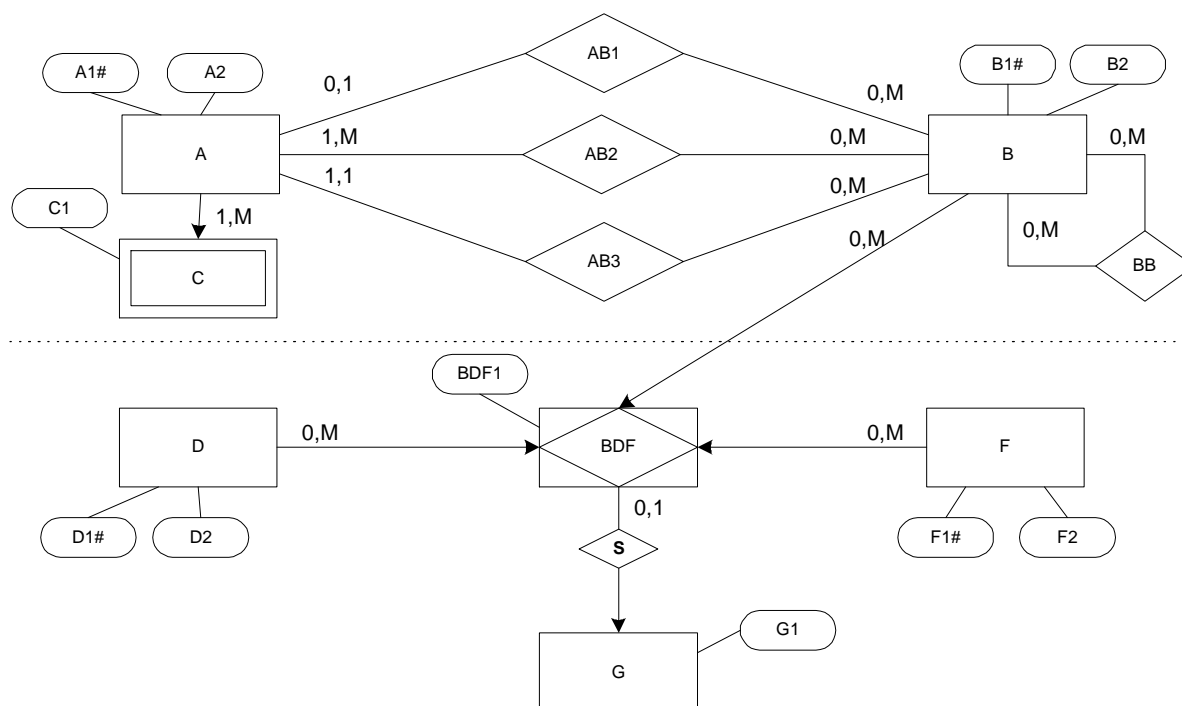 AB1
A1# A2 B1# B2
0,1 0,M
1,M 0,M 0,M
A AB2 B
1,1 0,M
C1 1,M 0,M 0,M
AB3 BB
C
BDF1
D 0,M BDF 0,M F
0,1
D1# D2 S F1# F2
G1
G